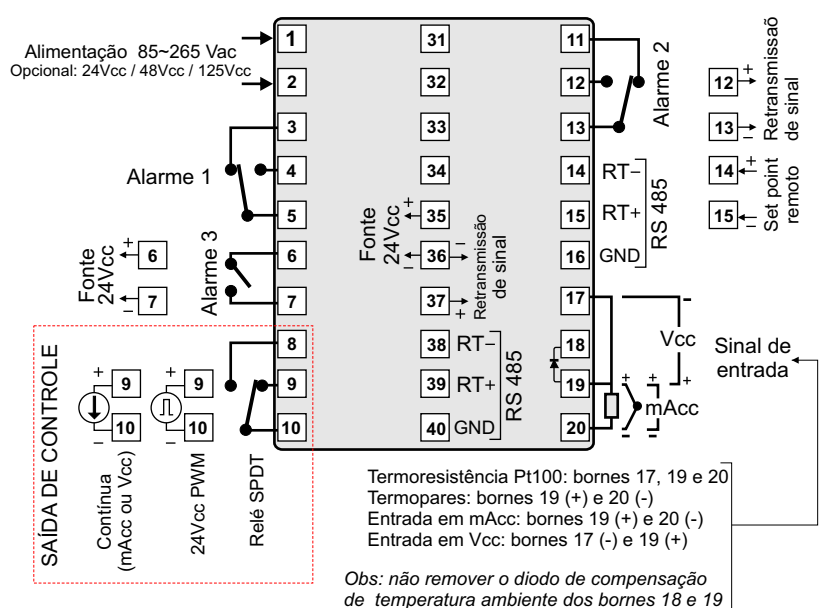 Alimentação 85~265 Vac
Opcional: 24Vcc / 48Vcc / 125Vcc
1
2
3
4
5
6
7
8
9
10
31
32
33
34
35
36
37
38
39
40
11
12
13
14
15
16
17
18
19
20
Alarme 1
Alarme 3
Fonte
24Vcc
+
6
7
–
Fonte
24Vcc
+
–
–
Retransmissão
de sinal
+
RT–
RT+
GND
RS 485
Alarme 2
RT–
RT+
GND
RS 485
12
+
13
–
Retransmissaõ
de sinal
14
+
15
–
Set point
remoto
-
Vcc
+
+
+
mAcc
-
-
Sinal de
entrada
SAÍDA DE CONTROLE
+
9
10
–
Contínua
(mAcc ou Vcc)
+
9
10
–
24Vcc PWM
Relé SPDT
Termoresistência Pt100: bornes 17, 19 e 20
Termopares: bornes 19 (+) e 20 (-)
Entrada em mAcc: bornes 19 (+) e 20 (-)
Entrada em Vcc: bornes 17 (-) e 19 (+)
Obs: não remover o diodo de compensação
de temperatura ambiente dos bornes 18 e 19